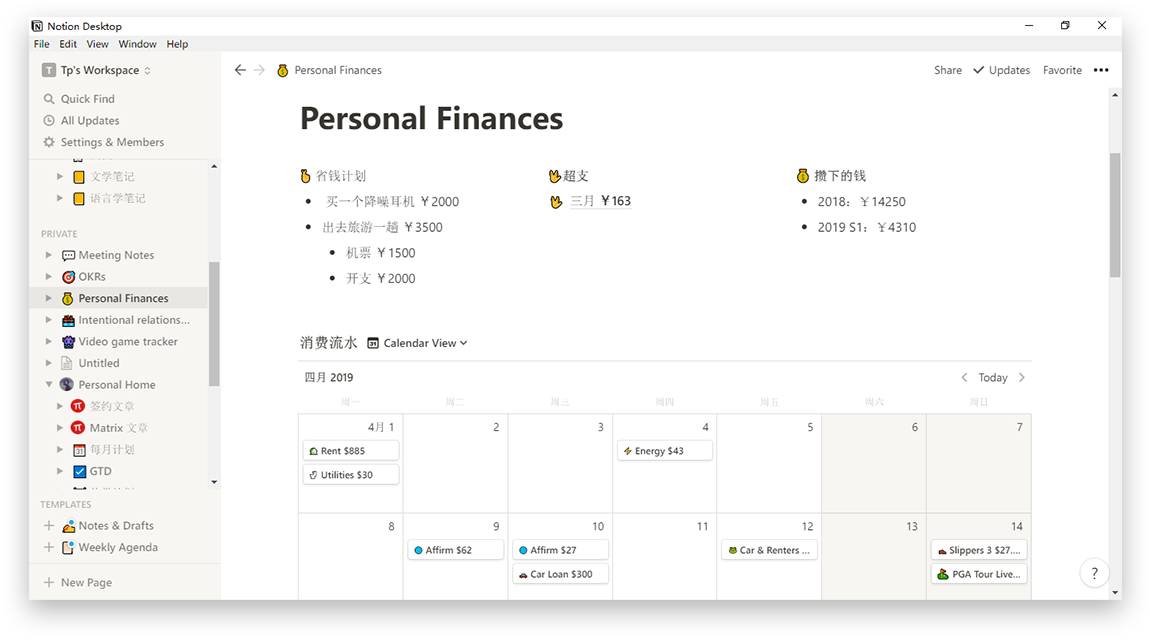 Notion Desktop
File Edit View Window Help
T Tp's Workspace
Quick Find
All Updates
Settings & Members
文学笔记
语言学笔记
PRIVATE
Meeting Notes
OKRs
Personal Finances
Intentional relations...
Video game tracker
Untitled
Personal Home
签约文章
Matrix 文章
每月计划
GTD
TEMPLATES
Notes & Drafts
Weekly Agenda
New Page
Personal Finances
Share Updates Favorite
Personal Finances
省钱计划
买一个降噪耳机 ￥2000
出去旅游一趟 ￥3500
机票 ￥1500
开支 ￥2000
超支
三月 ￥163
攒下的钱
2018：￥14250
2019 S1：￥4310
消费流水 31 Calendar View
四月 2019 Today
周一 周二 周三 周四 周五 周六 周日
4月 1 2 3 4 5 6 7
Rent $885 Energy $43
Utilities $30
8 9 10 11 12 13 14
Affirm $62 Affirm $27 Car & Renters ... Slippers 3 $27....
Car Loan $300 PGA Tour Live...
?